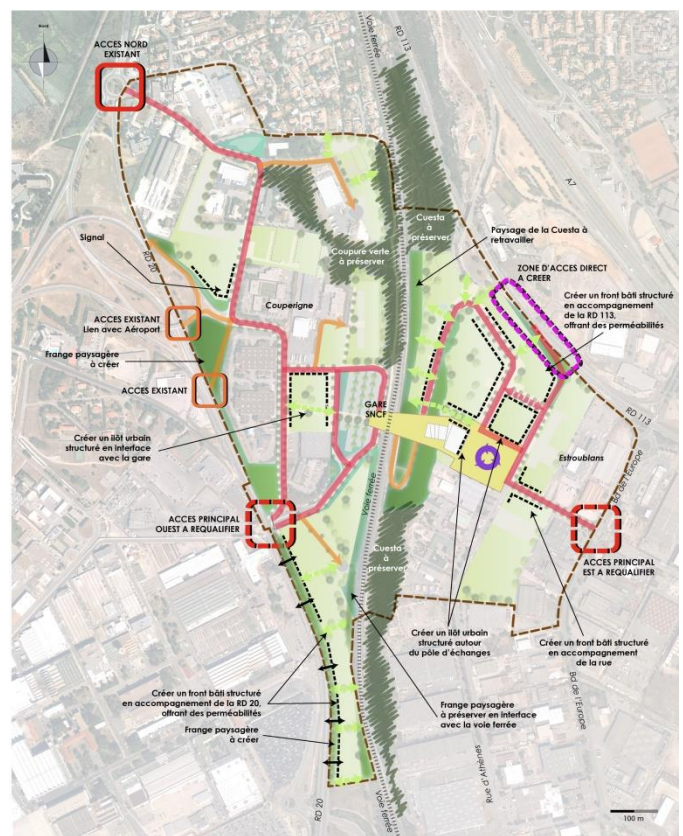 Nord
ACCES NORD
EXISTANT
Voie ferrée
RD 113
A7
Cuesta
à préserver
Cuesta à
préserver
Paysage de la Cuesta à
retravailler
Coupure verte
à préserver
Signal
RD 20
Couperigne
ZONE D'ACCES DIRECT
A CREER
Créer un front bâti structuré
en accompagnement
de la RD 113,
offrant des perméabilités
ACCES EXISTANT
Lien avec Aéroport
Frange paysagère
à créer
ACCES EXISTANT
GARE
SNCF
RD 113
Créer un ilôt urbain
structuré en interface
avec la gare
Estroublans
Bd de l'Europe
Voie ferrée
ACCES PRINCIPAL
OUEST A REQUALIFIER
Cuesta
à
préserver
ACCES PRINCIPAL
EST A REQUALIFIER
Créer un ilôt urbain
structuré autour
du pôle d'échanges
Créer un front bâti structuré
en accompagnement
de la rue
Créer un front bâti structuré
en accompagnement de la RD 20,
offrant des perméabilités
Frange paysagère
à préserver en interface
avec la voie ferrée
Bd de l'Europe
Frange paysagère
à créer
Rue d'Athènes
RD 20
Voie ferrée
100 m